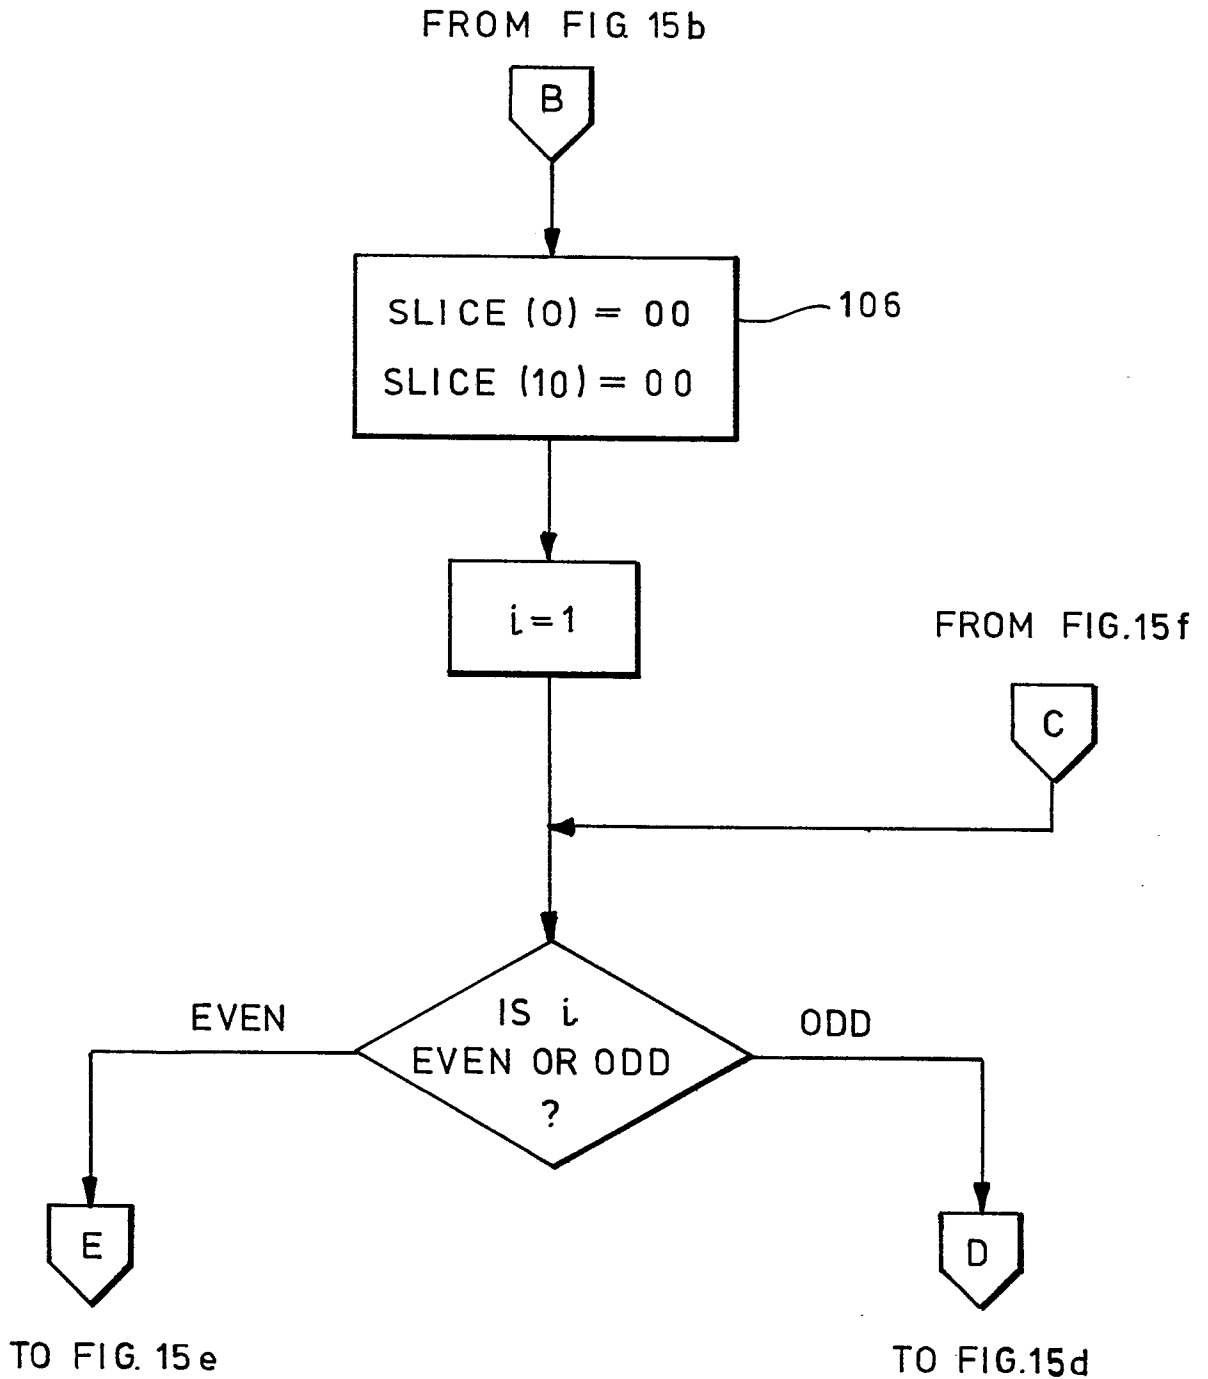 FROM FIG. 15b
B
SLICE (0) = 00
SLICE (10) = 00
106
i = 1
FROM FIG.15f
C
IS i
EVEN OR ODD
?
EVEN
ODD
E
D
TO FIG. 15e
TO FIG.15d